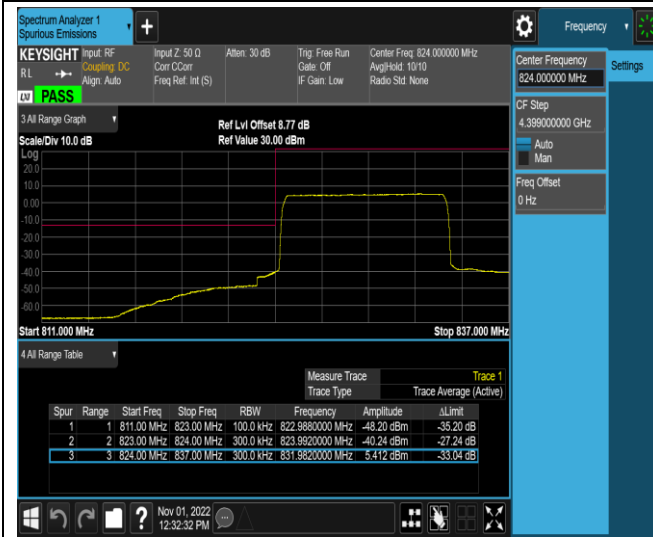 Spectrum Analyzer 1
Spurious Emissions
+
Frequency
KEYSIGHT
RL
Input: RF
Coupling: DC
Align: Auto
Input Z: 50 Ω
Corr CCorr
Freq Ref: Int (S)
Atten: 30 dB
Trig: Free Run
Gate: Off
IF Gain: Low
Center Freq: 824.000000 MHz
Avg|Hold: 10/10
Radio Std: None
LXI PASS
Center Frequency
824.000000 MHz
Settings
CF Step
4.399000000 GHz
Auto
Man
Freq Offset
0 Hz
3 All Range Graph
Scale/Div 10.0 dB
Ref Lvl Offset 8.77 dB
Ref Value 30.00 dBm
Log
20.0
10.0
0.00
-10.0
-20.0
-30.0
-40.0
-50.0
-60.0
Start 811.000 MHz
Stop 837.000 MHz
4 All Range Table
Measure Trace Trace 1
Trace Type Trace Average (Active)
Spur Range Start Freq Stop Freq RBW Frequency Amplitude ΔLimit
1 1 811.00 MHz 823.00 MHz 100.0 kHz 822.9880000 MHz -48.20 dBm -35.20 dB
2 2 823.00 MHz 824.00 MHz 300.0 kHz 823.9920000 MHz -40.24 dBm -27.24 dB
3 3 824.00 MHz 837.00 MHz 300.0 kHz 831.9820000 MHz 5.412 dBm -33.04 dB
?
Nov 01, 2022
12:32:32 PM